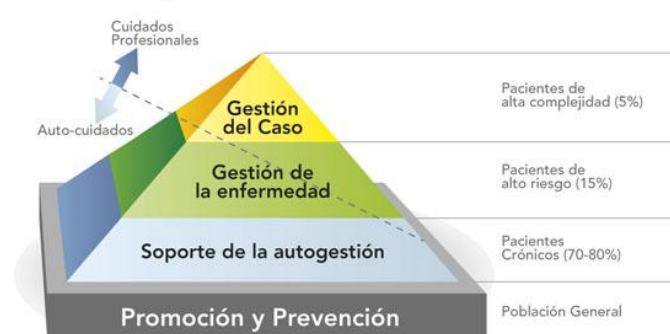 Cuidados
Profesionales
Auto-cuidados
Gestión
del Caso
Pacientes de
alta complejidad (5%)
Gestión de
la enfermedad
Pacientes de
alto riesgo (15%)
Soporte de la autogestión
Pacientes
Crónicos (70-80%)
Promoción y Prevención
Población General